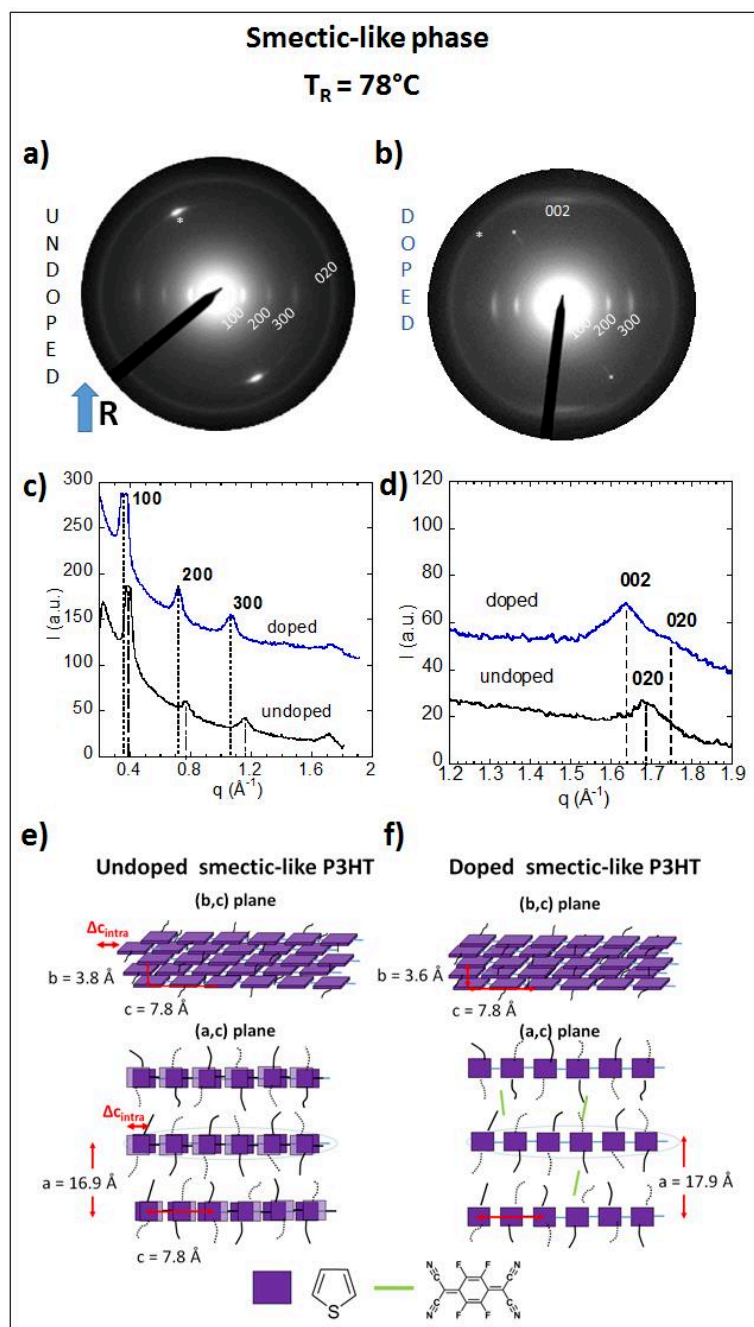 Smectic-like phase
T_R = 78°C
a)
b)
U
N
D
O
P
E
D
R
*
020
100
200
300
D
O
P
E
D
*
002
100
200
300
c)
300
250
200
150
100
50
0
I (a.u.)
100
200
300
doped
undoped
0.4 0.8 1.2 1.6 2
q (Å⁻¹)
d)
120
100
80
60
40
20
0
I (a.u.)
002
020
doped
020
undoped
1.2 1.3 1.4 1.5 1.6 1.7 1.8 1.9
q (Å⁻¹)
e)
Undoped smectic-like P3HT
(b,c) plane
Δc_intra
b = 3.8 Å
c = 7.8 Å
(a,c) plane
Δc_intra
a = 16.9 Å
c = 7.8 Å
f)
Doped smectic-like P3HT
(b,c) plane
b = 3.6 Å
c = 7.8 Å
(a,c) plane
a = 17.9 Å
S
N
N
F F
F F
N
N